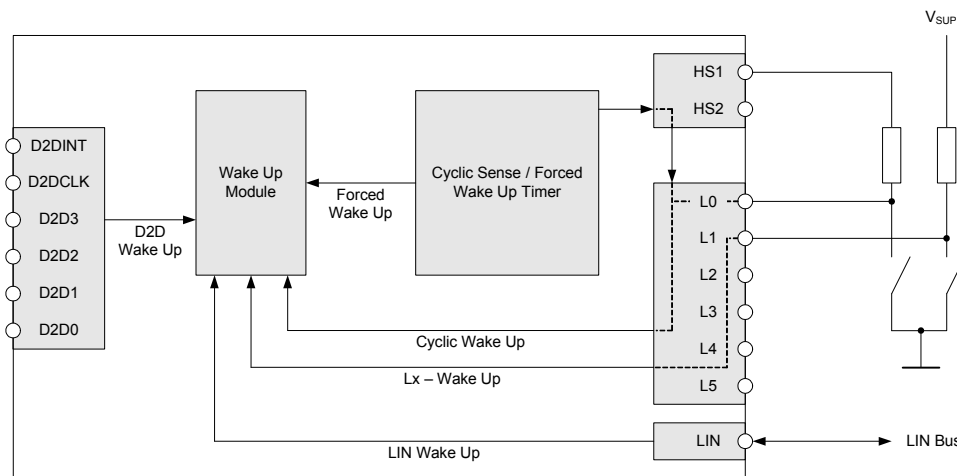 V_SUP
HS1
HS2
D2DINT
D2DCLK
D2D3
D2D2
D2D1
D2D0
D2D
Wake Up
Wake Up
Module
Forced
Wake Up
Cyclic Sense / Forced
Wake Up Timer
L0
L1
L2
L3
L4
L5
Cyclic Wake Up
Lx – Wake Up
LIN Wake Up
LIN
LIN Bus